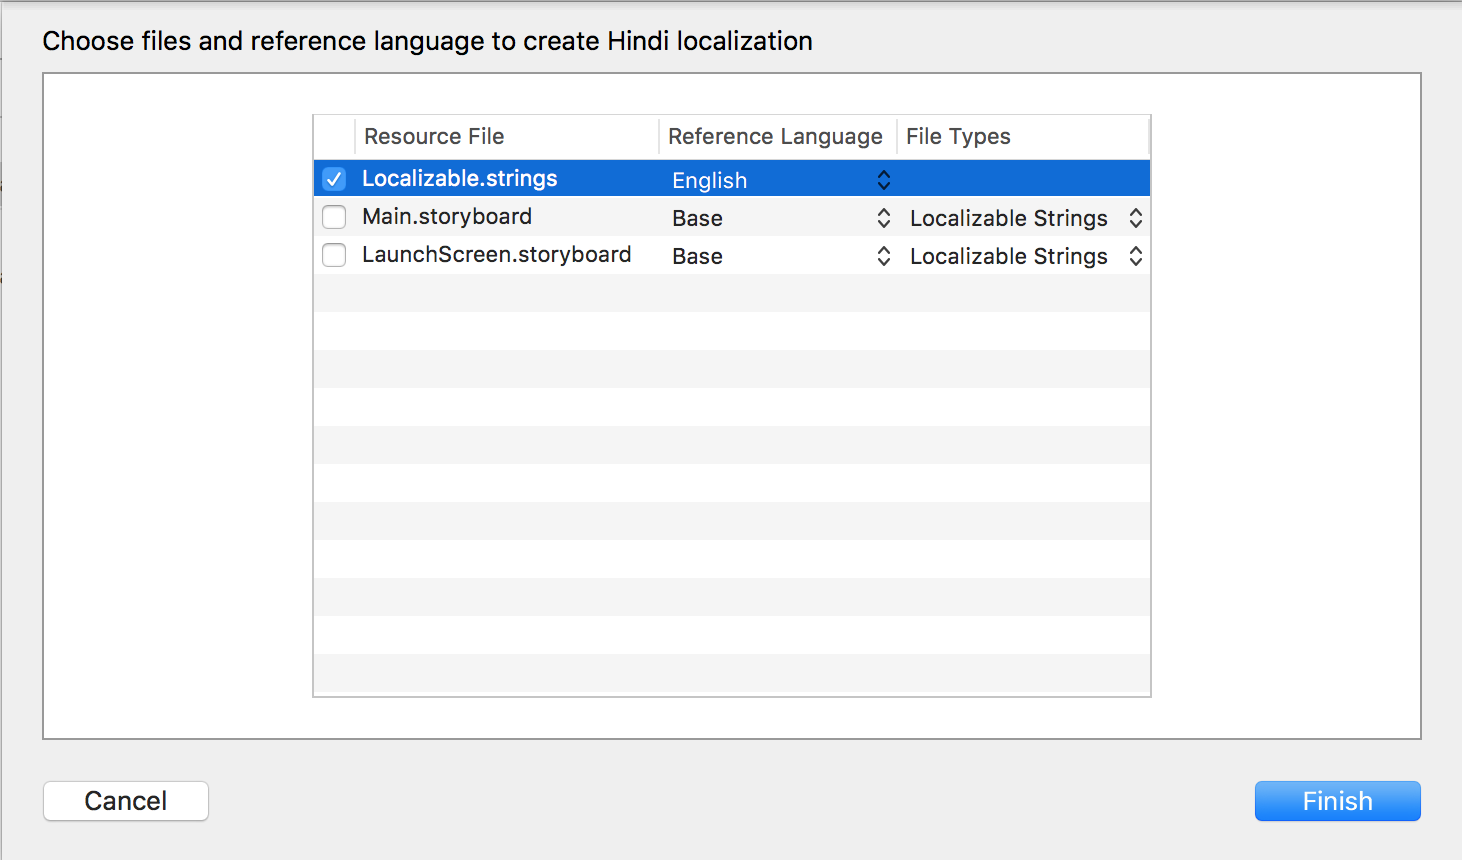 Choose files and reference language to create Hindi localization
Resource File Reference Language File Types
Localizable.strings English
Main.storyboard Base Localizable Strings
LaunchScreen.storyboard Base Localizable Strings
Cancel Finish